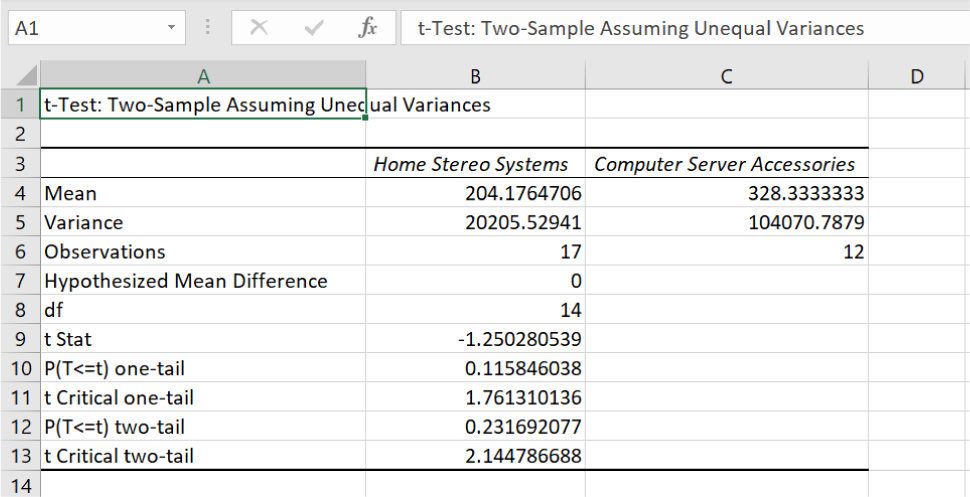 A1 fx t-Test: Two-Sample Assuming Unequal Variances
A B C D
1 t-Test: Two-Sample Assuming Unequal Variances
2
3 Home Stereo Systems Computer Server Accessories
4 Mean 204.1764706 328.3333333
5 Variance 20205.52941 104070.7879
6 Observations 17 12
7 Hypothesized Mean Difference 0
8 df 14
9 t Stat -1.250280539
10 P(T<=t) one-tail 0.115846038
11 t Critical one-tail 1.761310136
12 P(T<=t) two-tail 0.231692077
13 t Critical two-tail 2.144786688
14